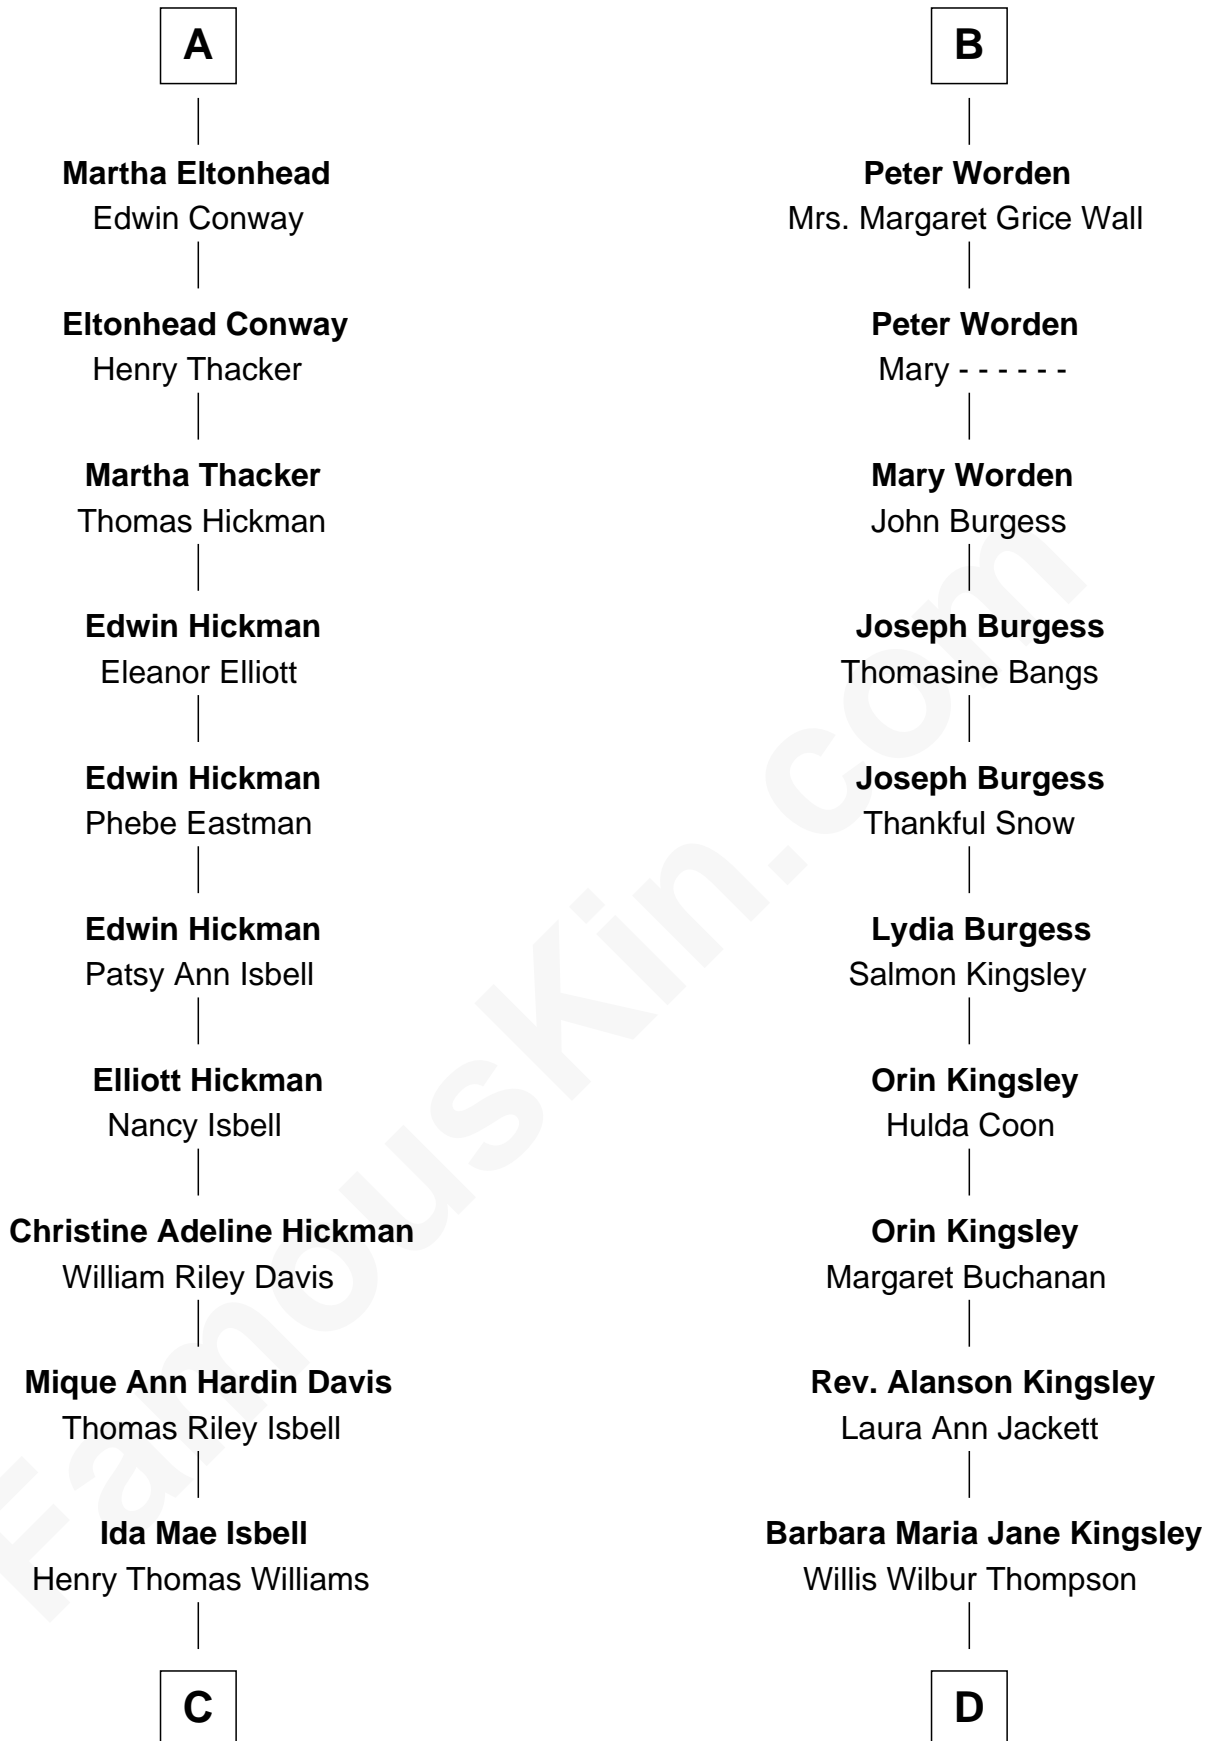 A
Martha Eltonhead
Edwin Conway
Eltonhead Conway
Henry Thacker
Martha Thacker
Thomas Hickman
Edwin Hickman
Eleanor Elliott
Edwin Hickman
Phebe Eastman
Edwin Hickman
Patsy Ann Isbell
Elliott Hickman
Nancy Isbell
Christine Adeline Hickman
William Riley Davis
Mique Ann Hardin Davis
Thomas Riley Isbell
Ida Mae Isbell
Henry Thomas Williams
C
B
Peter Worden
Mrs. Margaret Grice Wall
Peter Worden
Mary - - - - - -
Mary Worden
John Burgess
Joseph Burgess
Thomasine Bangs
Joseph Burgess
Thankful Snow
Lydia Burgess
Salmon Kingsley
Orin Kingsley
Hulda Coon
Orin Kingsley
Margaret Buchanan
Rev. Alanson Kingsley
Laura Ann Jackett
Barbara Maria Jane Kingsley
Willis Wilbur Thompson
D
FamousKin.com